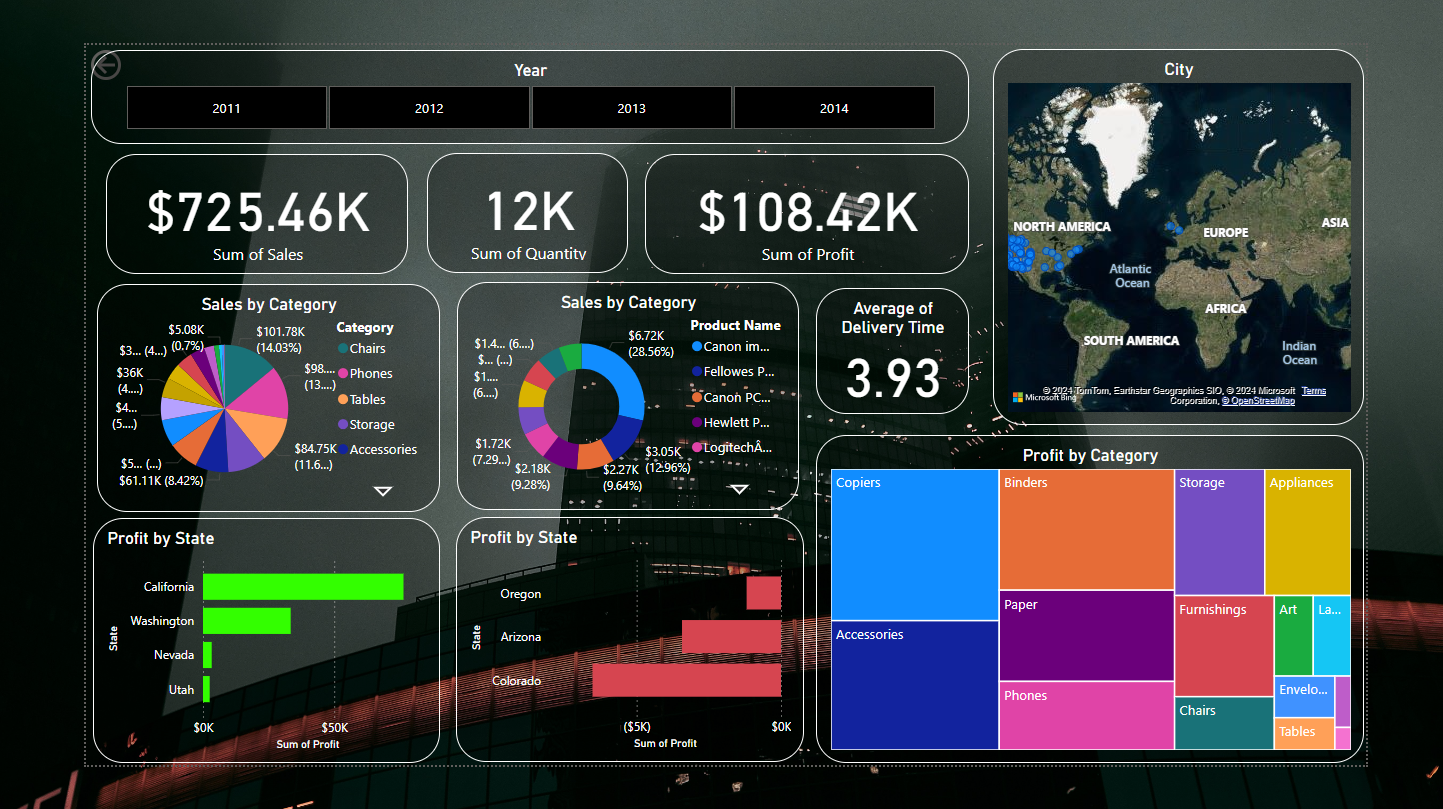 Year
2011
2012
2013
2014
City
NORTH AMERICA
EUROPE
ASIA
Atlantic
Ocean
AFRICA
SOUTH AMERICA
Indian
Ocean
© 2024 TomTom, Earthstar Geographics SIO, © 2024 Microsoft Terms
Microsoft Bing
Corporation, © OpenStreetMap
$725.46K
Sum of Sales
12K
Sum of Quantity
$108.42K
Sum of Profit
Sales by Category
$5.08K
(0.7%)
$3... (4...)
$36K
(4....)
$4...
(5....)
$5... (...)
$61.11K (8.42%)
$101.78K
(14.03%)
$98....
(13....)
$84.75K
(11.6...)
Category
Chairs
Phones
Tables
Storage
Accessories
Sales by Category
$1.4... (6....)
$... (...)
$1....
(6....)
$1.72K
(7.29...)
$2.18K
(9.28%)
$2.27K
(9.64%)
$3.05K
(12.96%)
$6.72K
(28.56%)
Product Name
Canon im...
Fellowes P...
Canon PC...
Hewlett P...
LogitechÂ...
Average of
Delivery Time
3.93
Profit by State
State
California
Washington
Nevada
Utah
$0K
$50K
Sum of Profit
Profit by State
State
Oregon
Arizona
Colorado
($5K)
$0K
Sum of Profit
Profit by Category
Copiers
Accessories
Binders
Paper
Phones
Storage
Appliances
Furnishings
Chairs
Art
La...
Envelo...
Tables